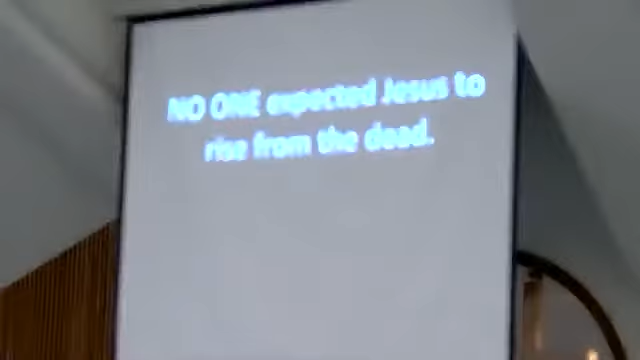 NO ONE expected Jesus to
rise from the dead.